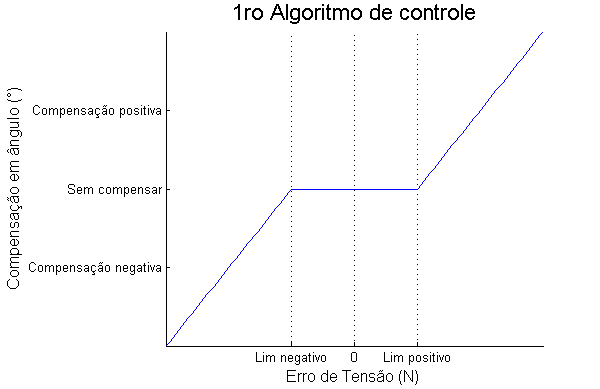 1ro Algoritmo de controle
Compensação em ângulo (°)
Compensação positiva
Sem compensar
Compensação negativa
Lim negativo
0
Lim positivo
Erro de Tensão (N)